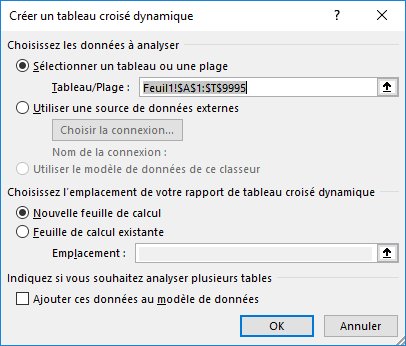 Créer un tableau croisé dynamique
Choisissez les données à analyser
Sélectionner un tableau ou une plage
Tableau/Plage : Feuil1!$A$1:$T$9995
Utiliser une source de données externes
Choisir la connexion...
Nom de la connexion :
Utiliser le modèle de données de ce classeur
Choisissez l'emplacement de votre rapport de tableau croisé dynamique
Nouvelle feuille de calcul
Feuille de calcul existante
Emplacement :
Indiquez si vous souhaitez analyser plusieurs tables
Ajouter ces données au modèle de données
OK Annuler